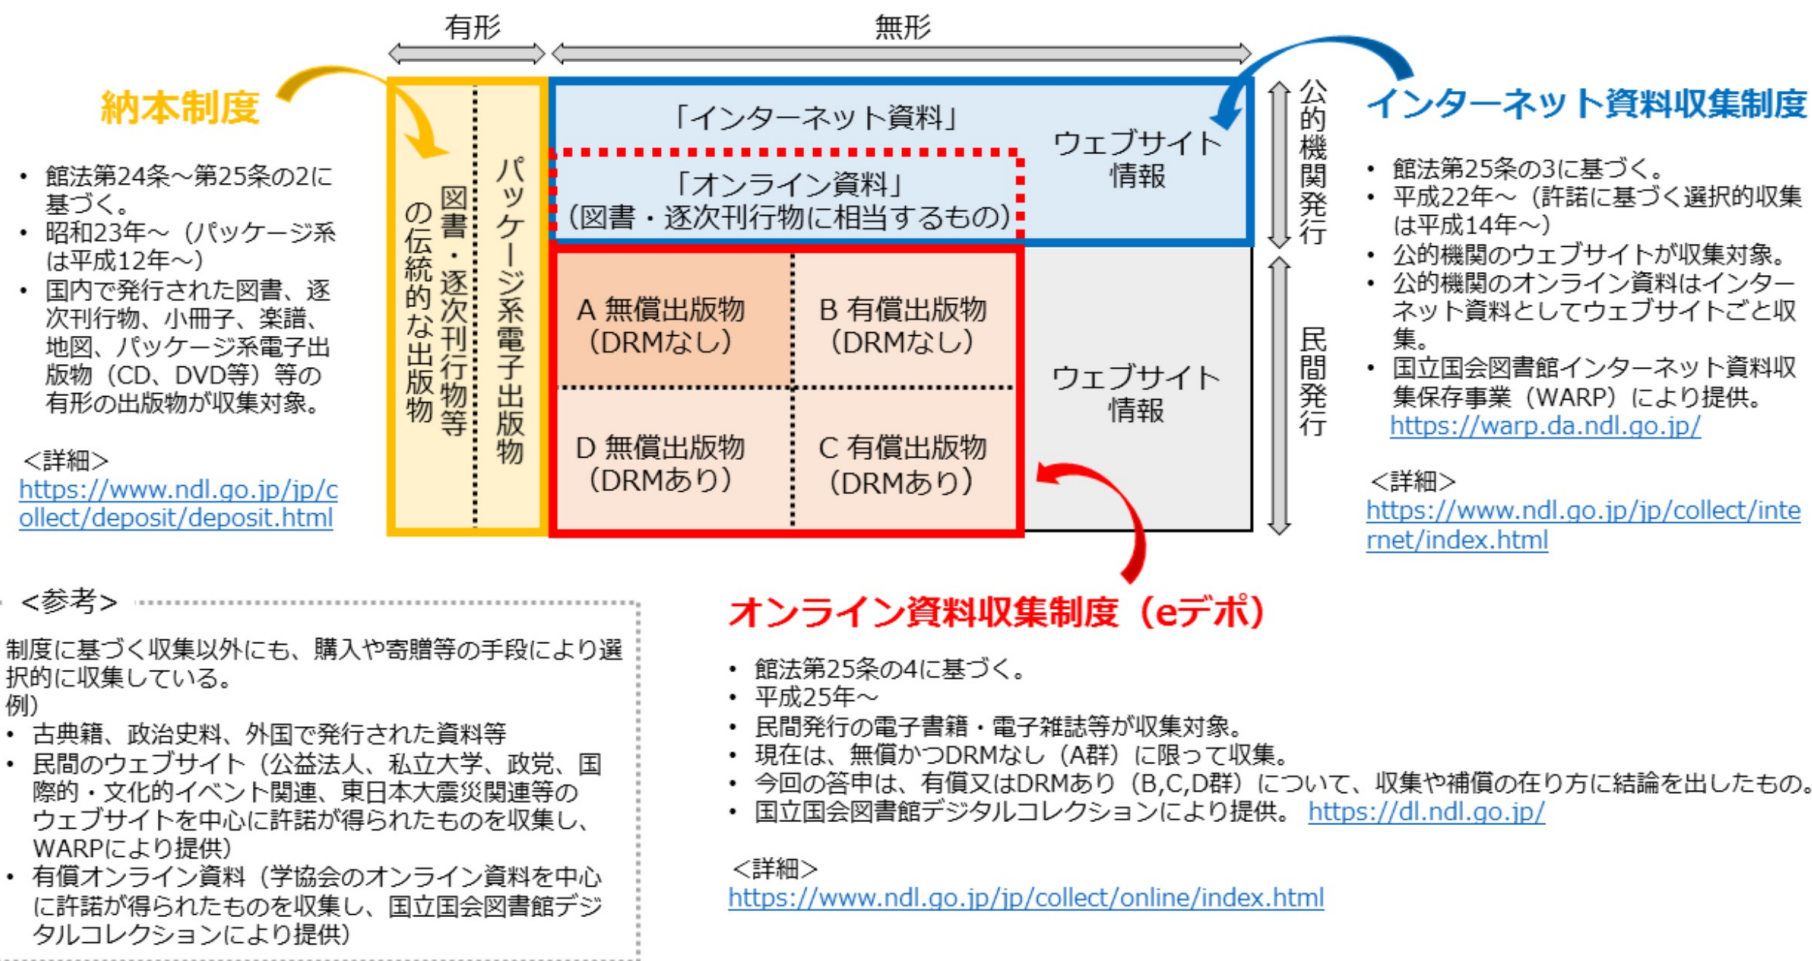 有形
無形
納本制度
• 館法第24条～第25条の2に
基づく。
• 昭和23年～（パッケージ系
は平成12年～）
• 国内で発行された図書、逐
次刊行物、小冊子、楽譜、
地図、パッケージ系電子出
版物（CD、DVD等）等の
有形の出版物が収集対象。
＜詳細＞
https://www.ndl.go.jp/jp/c
ollect/deposit/deposit.html
図書・逐次刊行物等
の伝統的な出版物
パッケージ系電子出版物
「インターネット資料」
「オンライン資料」
（図書・逐次刊行物に相当するもの）
ウェブサイト
情報
A 無償出版物
（DRMなし）
B 有償出版物
（DRMなし）
D 無償出版物
（DRMあり）
C 有償出版物
（DRMあり）
ウェブサイト
情報
公的機関発行
民間発行
インターネット資料収集制度
• 館法第25条の3に基づく。
• 平成22年～（許諾に基づく選択的収集
は平成14年～）
• 公的機関のウェブサイトが収集対象。
• 公的機関のオンライン資料はインター
ネット資料としてウェブサイトごと収
集。
• 国立国会図書館インターネット資料収
集保存事業（WARP）により提供。
https://warp.da.ndl.go.jp/
＜詳細＞
https://www.ndl.go.jp/jp/collect/inte
rnet/index.html
<参考>
制度に基づく収集以外にも、購入や寄贈等の手段により選
択的に収集している。
例）
• 古典籍、政治史料、外国で発行された資料等
• 民間のウェブサイト（公益法人、私立大学、政党、国
際的・文化的イベント関連、東日本大震災関連等の
ウェブサイトを中心に許諾が得られたものを収集し、
WARPにより提供）
• 有償オンライン資料（学協会のオンライン資料を中心
に許諾が得られたものを収集し、国立国会図書館デジ
タルコレクションにより提供）
オンライン資料収集制度（eデポ）
• 館法第25条の4に基づく。
• 平成25年～
• 民間発行の電子書籍・電子雑誌等が収集対象。
• 現在は、無償かつDRMなし（A群）に限って収集。
• 今回の答申は、有償又はDRMあり（B,C,D群）について、収集や補償の在り方に結論を出したもの。
• 国立国会図書館デジタルコレクションにより提供。 https://dl.ndl.go.jp/
＜詳細＞
https://www.ndl.go.jp/jp/collect/online/index.html